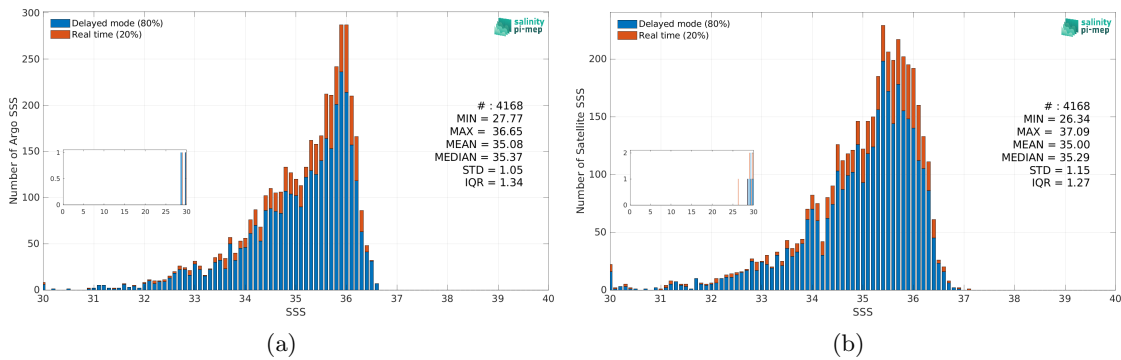 Delayed mode (80%)
Real time (20%)
salinity
pi-mep
# : 4168
MIN = 27.77
MAX = 36.65
MEAN = 35.08
MEDIAN = 35.37
STD = 1.05
IQR = 1.34
Number of Argo SSS
300
250
200
150
100
50
0
1
0.5
0
0 5 10 15 20 25 30
30 31 32 33 34 35 36 37 38 39 40
SSS
(a)
Delayed mode (80%)
Real time (20%)
salinity
pi-mep
# : 4168
MIN = 26.34
MAX = 37.09
MEAN = 35.00
MEDIAN = 35.29
STD = 1.15
IQR = 1.27
Number of Satellite SSS
200
150
100
50
0
2
1
0
0 5 10 15 20 25 30
30 31 32 33 34 35 36 37 38 39 40
SSS
(b)